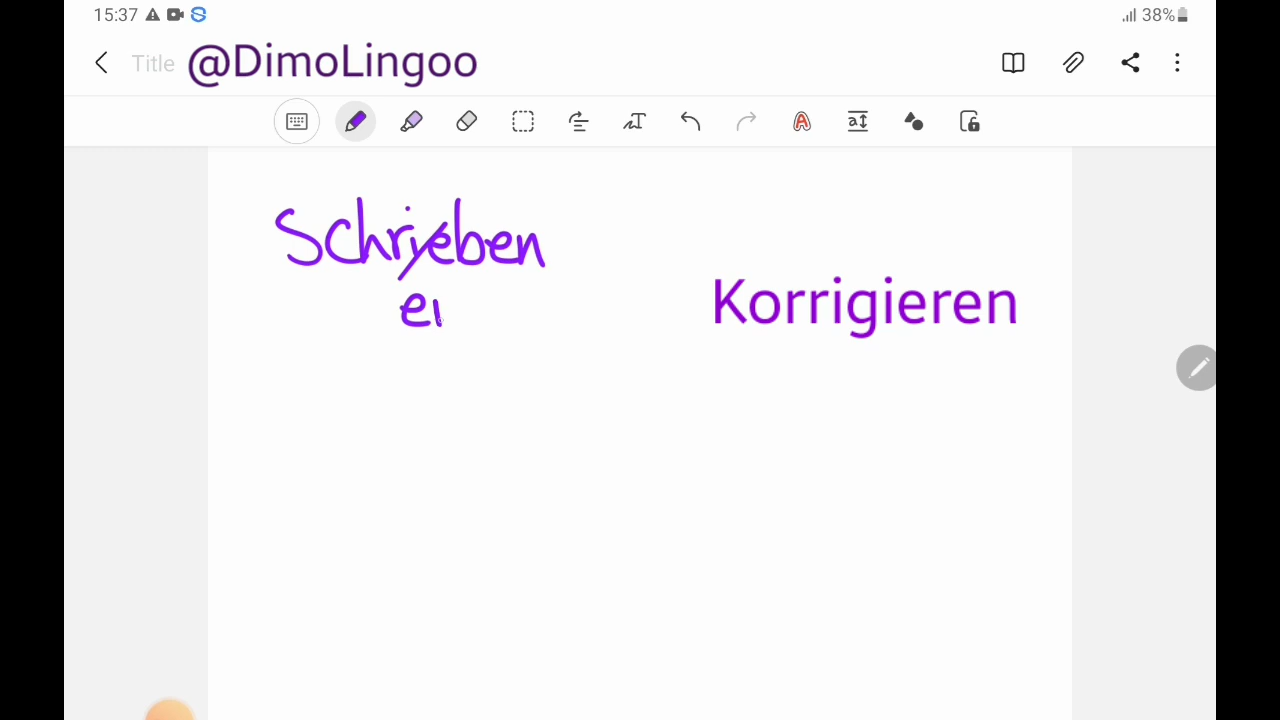 15:37 38%
Title @DimoLingoo
A a
Schrieben
ei
Korrigieren